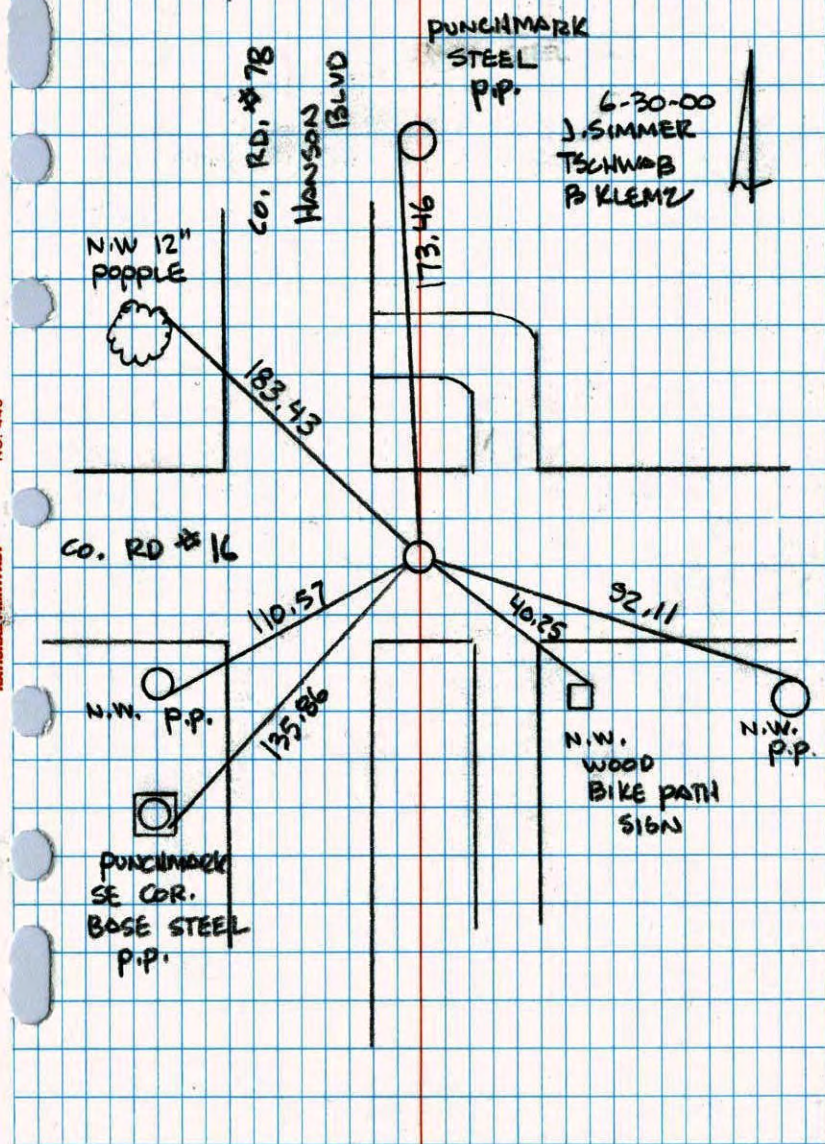 PUNCHMARK
STEEL
P.P.
6-30-00
J. SIMMER
TSCHWAB
B KLEMZ
CO. RD. #78
HANSON
BLVD
N.W 12"
POPPLE
173.46
183.43
CO. RD #16
110.57
135.86
40.25
92.11
N.W. P.P.
N.W.
WOOD
BIKE PATH
SIGN
N.W.
P.P.
PUNCHMARK
SE COR.
BASE STEEL
P.P.